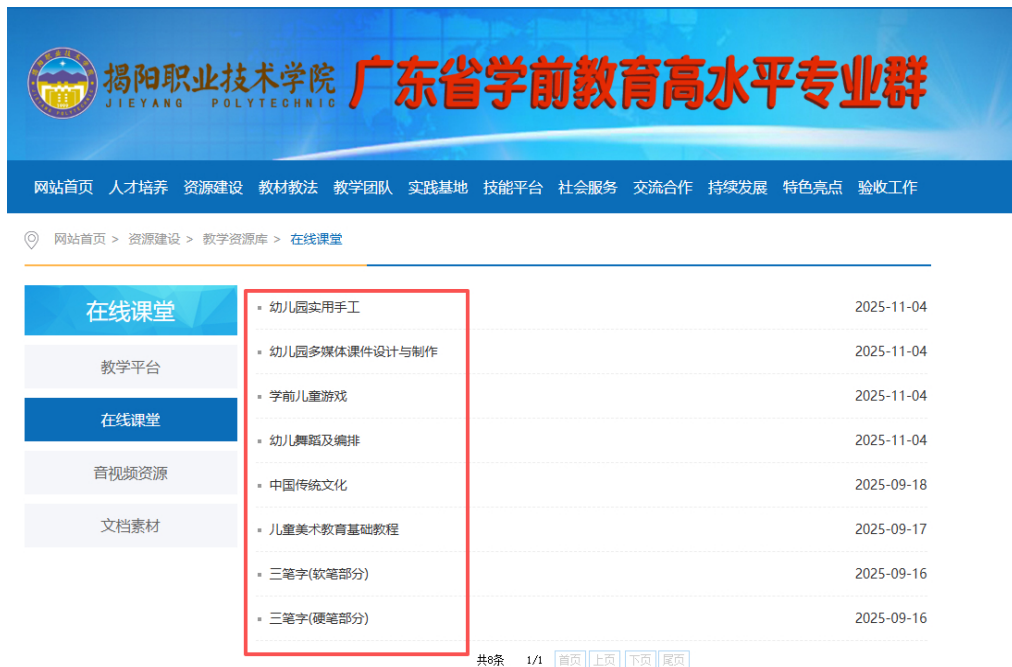 揭阳职业技术学院
JIEYANG POLYTECHNIC
广东省学前教育高水平专业群
网站首页 人才培养 资源建设 教材教法 教学团队 实践基地 技能平台 社会服务 交流合作 持续发展 特色亮点 验收工作
网站首页 > 资源建设 > 教学资源库 > 在线课堂
在线课堂
教学平台
在线课堂
音视频资源
文档素材
幼儿园实用手工 2025-11-04
幼儿园多媒体课件设计与制作 2025-11-04
学前儿童游戏 2025-11-04
幼儿舞蹈及编排 2025-11-04
中国传统文化 2025-09-18
儿童美术教育基础教程 2025-09-17
三笔字(软笔部分) 2025-09-16
三笔字(硬笔部分) 2025-09-16
共8条 1/1 首页 上页 下页 尾页